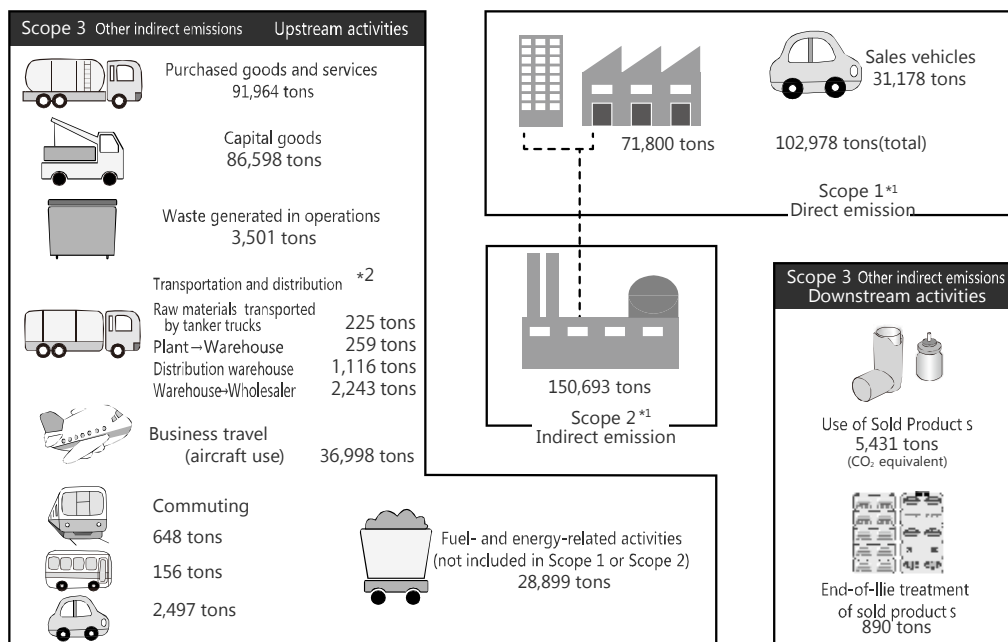 Scope 3 Other indirect emissions Upstream activities
Purchased goods and services
91,964 tons
Capital goods
86,598 tons
Waste generated in operations
3,501 tons
Transportation and distribution *2
Raw materials transported
by tanker trucks 225 tons
Plant→Warehouse 259 tons
Distribution warehouse 1,116 tons
Warehouse→Wholesaler 2,243 tons
Business travel
(aircraft use) 36,998 tons
Commuting
648 tons
156 tons
2,497 tons
Fuel- and energy-related activities
(not included in Scope 1 or Scope 2)
28,899 tons
Sales vehicles
31,178 tons
71,800 tons
102,978 tons(total)
Scope 1*1
Direct emission
150,693 tons
Scope 2*1
Indirect emission
Scope 3 Other indirect emissions
Downstream activities
Use of Sold Product s
5,431 tons
(CO₂ equivalent)
End-of-llie treatment
of sold product s
890 tons